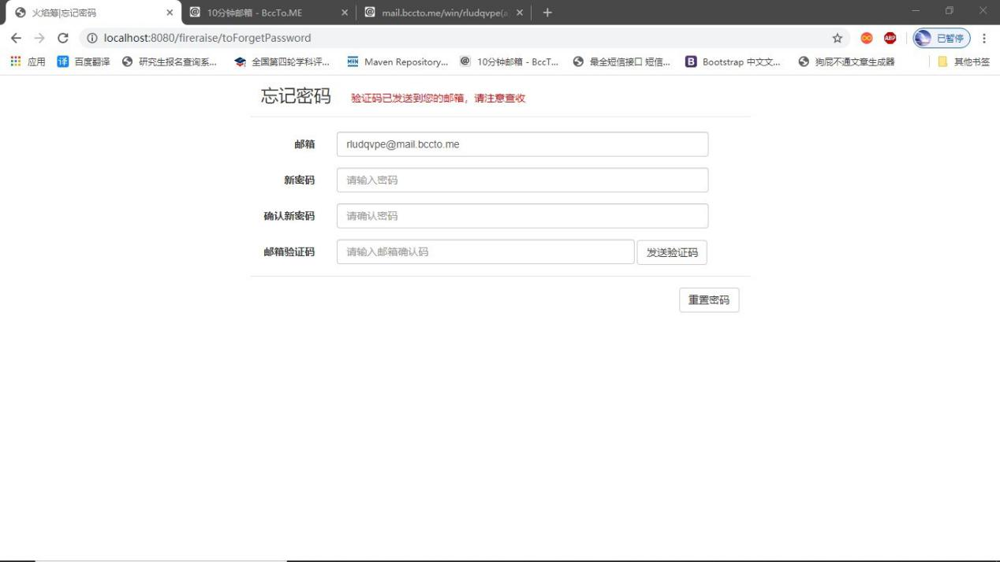 火焰筹|忘记密码
10分钟邮箱 - BccTo.ME
mail.bccto.me/win/rludqvpe(a
localhost:8080/fireraise/toForgetPassword
ABP
已暂停
应用
译 百度翻译
研究生报名查询系...
全国第四轮学科评...
MVN Maven Repository...
10分钟邮箱 - BccT...
最全短信接口 短信...
B Bootstrap 中文文...
狗屁不通文章生成器
其他书签
忘记密码 验证码已发送到您的邮箱，请注意查收
邮箱 rludqvpe@mail.bccto.me
新密码 请输入密码
确认新密码 请确认密码
邮箱验证码 请输入邮箱确认码 发送验证码
重置密码